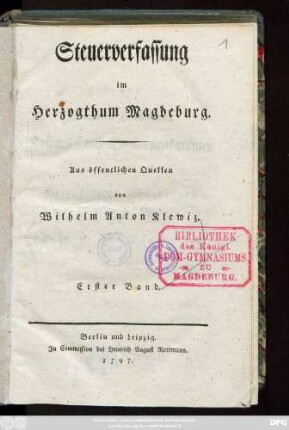 1
Steuerverfassung
im
Herzogthum Magdeburg.
Aus öffentlichen Quellen
von
Wilhelm Anton Klewiz.
BIBLIOTHEK
des Königl.
DOM-GYMNASIUMS
ZU
MAGDEBURG.
Erster Band.
Berlin und Leipzig.
In Commission bei Heinrich August Rottmann.
1797.